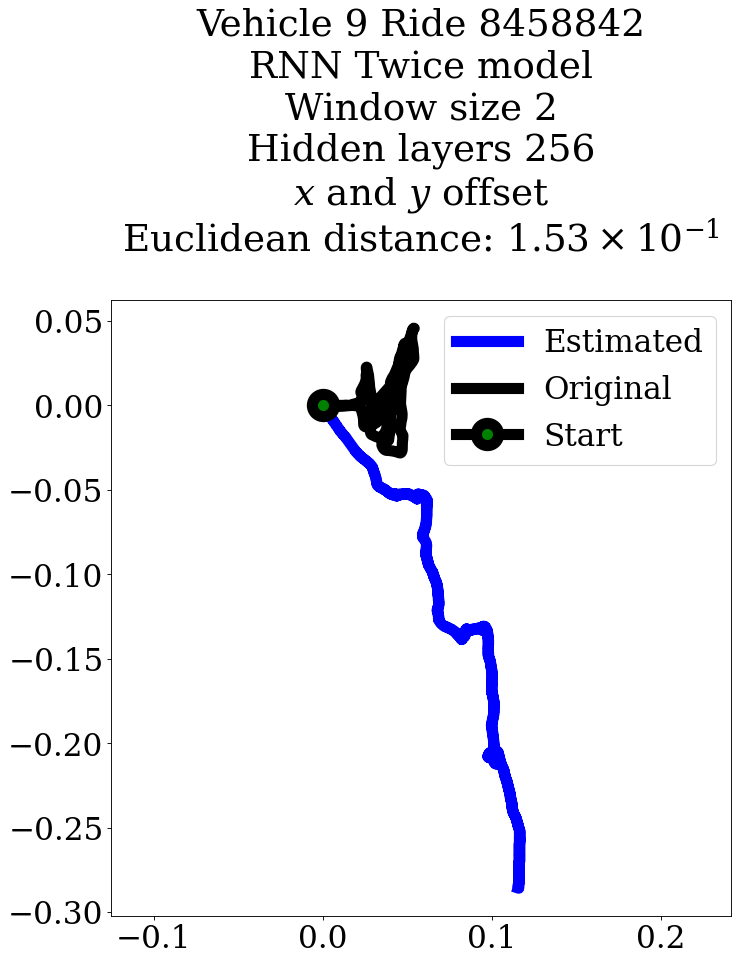 Vehicle 9 Ride 8458842
RNN Twice model
Window size 2
Hidden layers 256
x and y offset
Euclidean distance: 1.53 × 10⁻¹
Estimated
Original
Start
0.05
0.00
−0.05
−0.10
−0.15
−0.20
−0.25
−0.30
−0.1 0.0 0.1 0.2